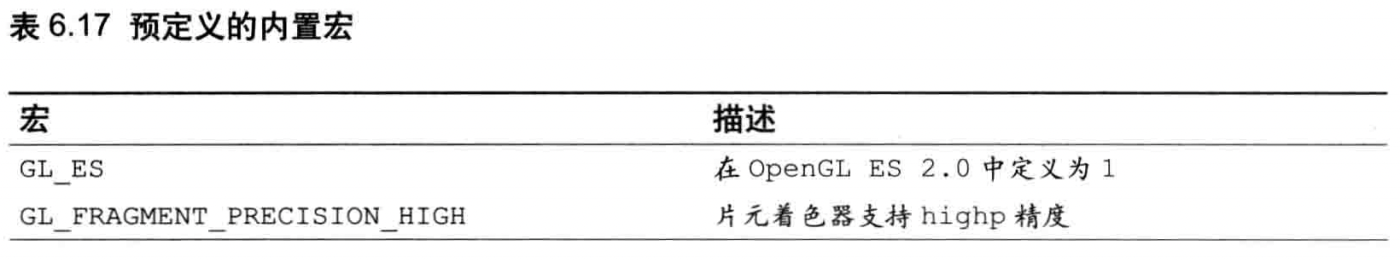 表 6.17 预定义的内置宏
宏 描述
GL_ES 在 OpenGL ES 2.0 中定义为 1
GL_FRAGMENT_PRECISION_HIGH 片元着色器支持 highp 精度